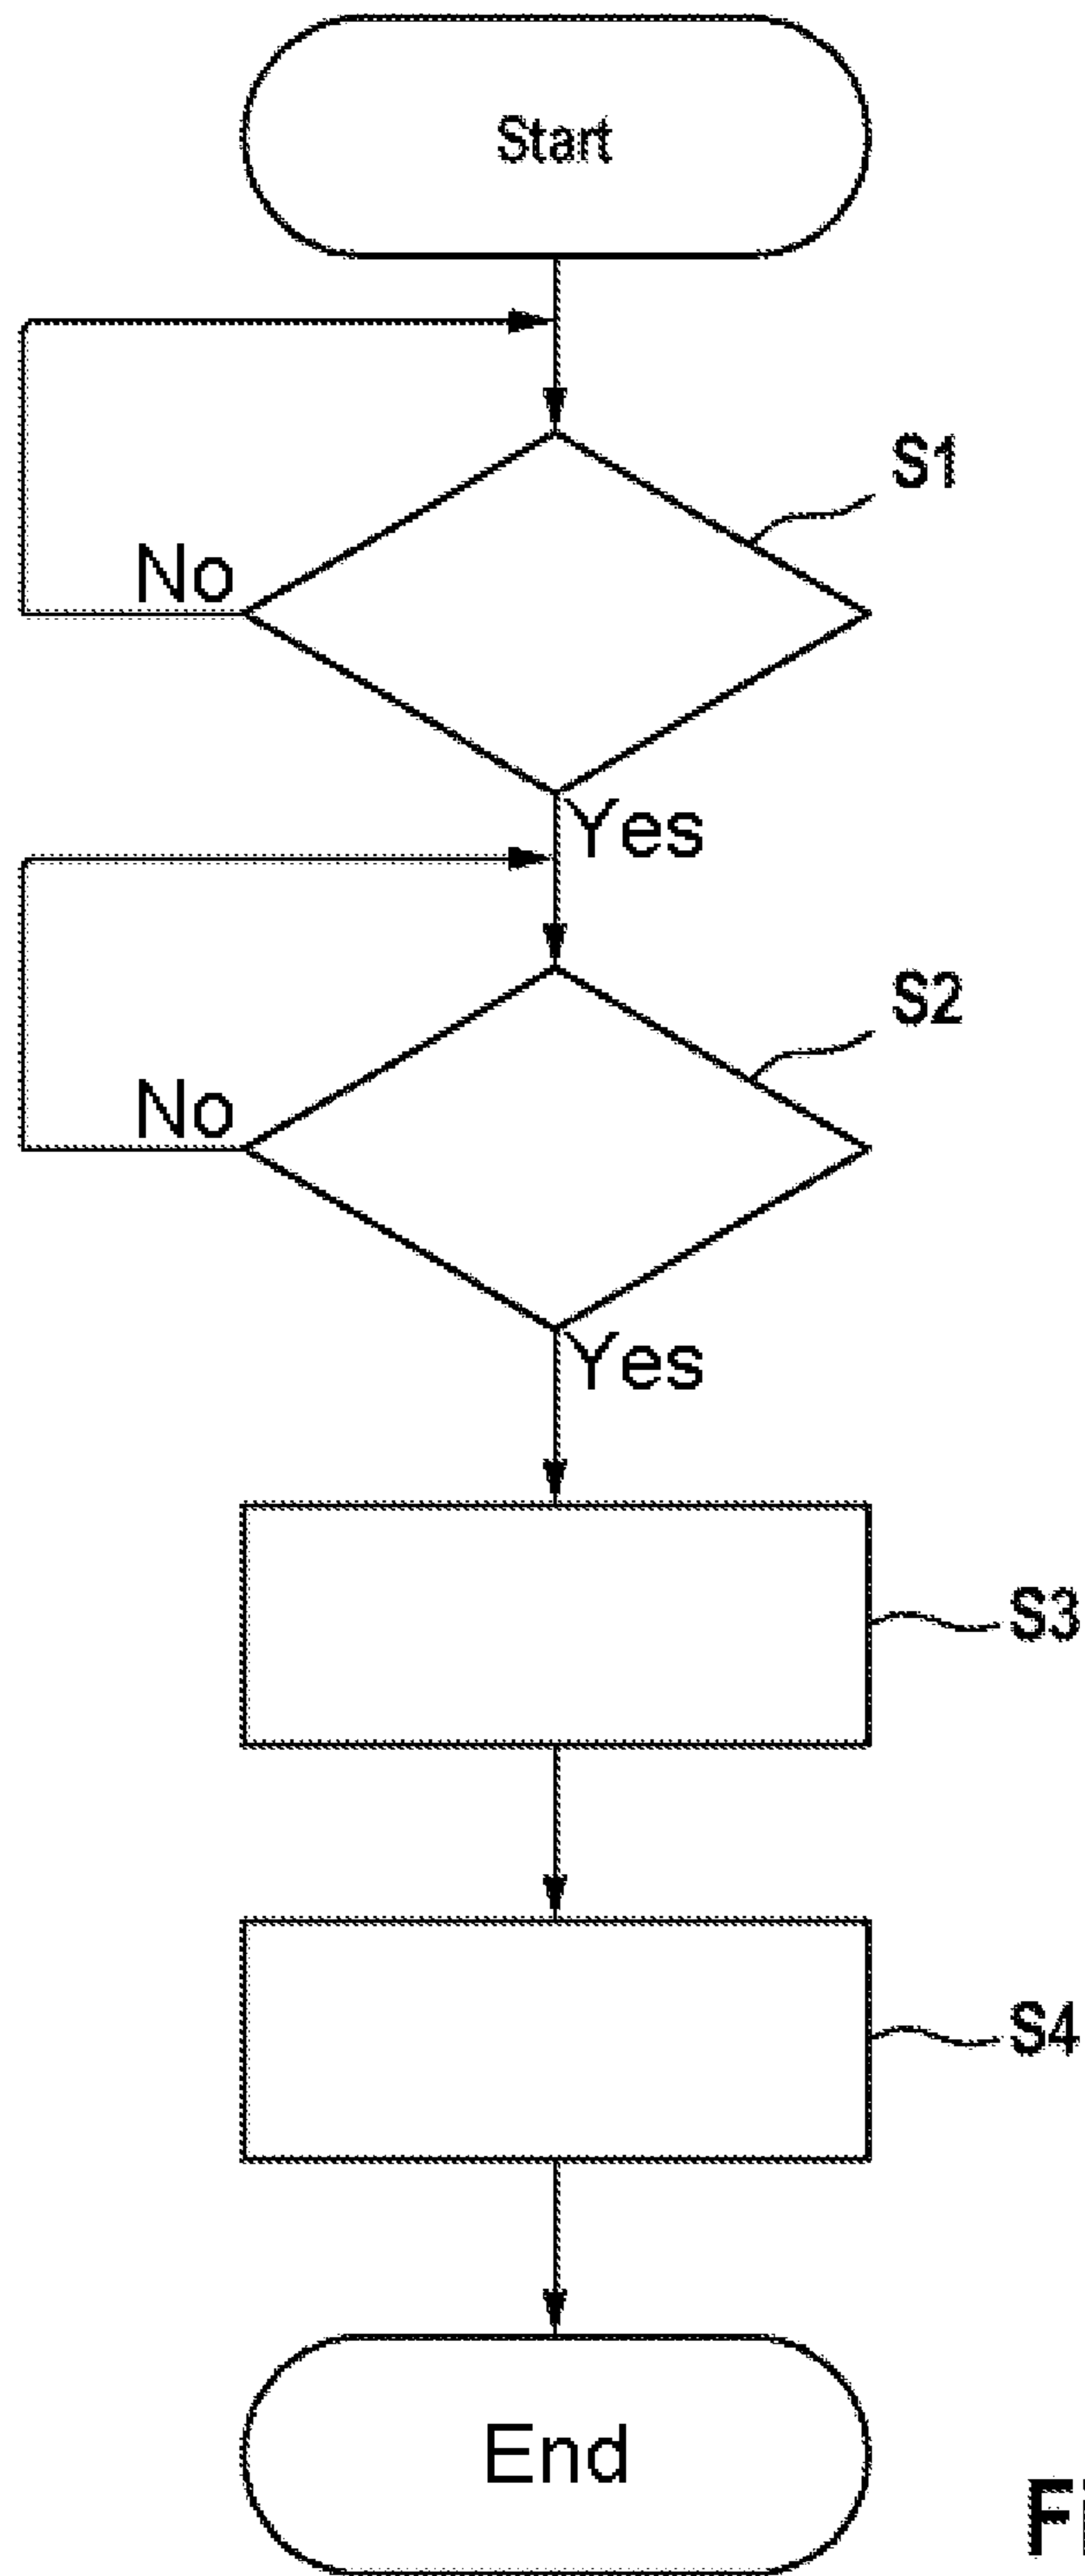 Start
S1
No
Yes
S2
No
Yes
S3
S4
End